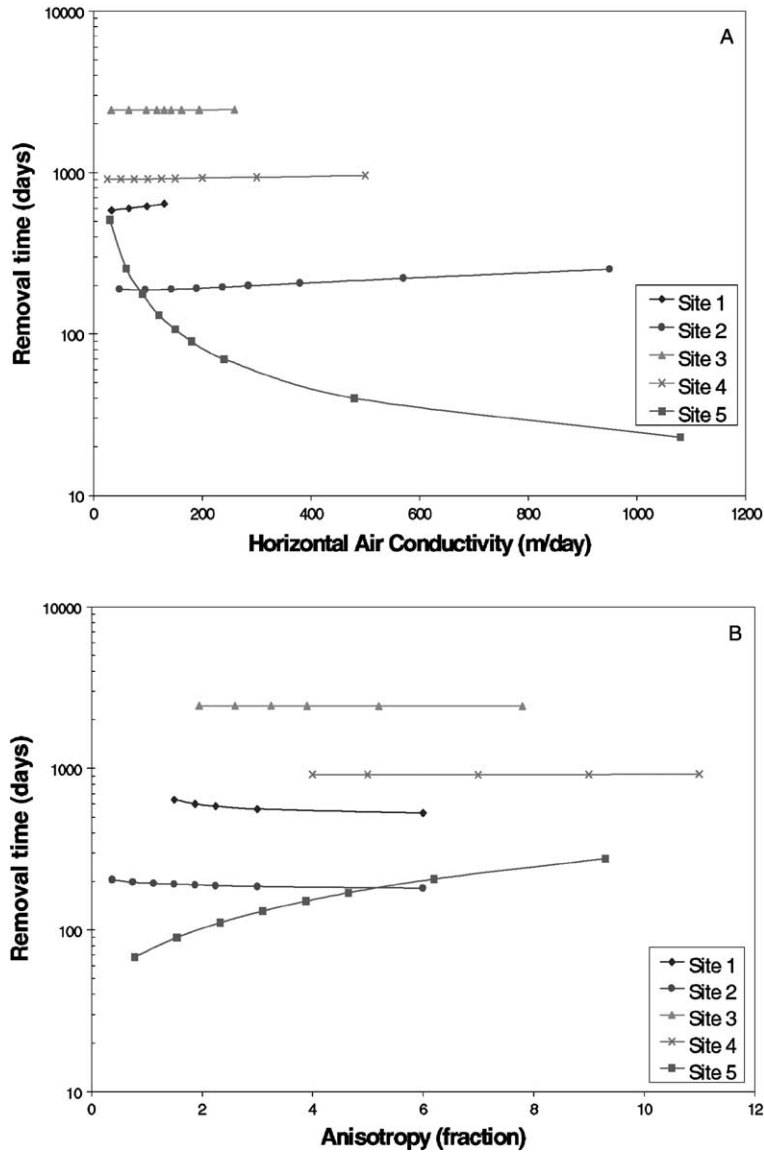 A
10000
1000
100
10
Removal time (days)
0 200 400 600 800 1000 1200
Horizontal Air Conductivity (m/day)
Site 1
Site 2
Site 3
Site 4
Site 5
B
10000
1000
100
10
Removal time (days)
0 2 4 6 8 10 12
Anisotropy (fraction)
Site 1
Site 2
Site 3
Site 4
Site 5